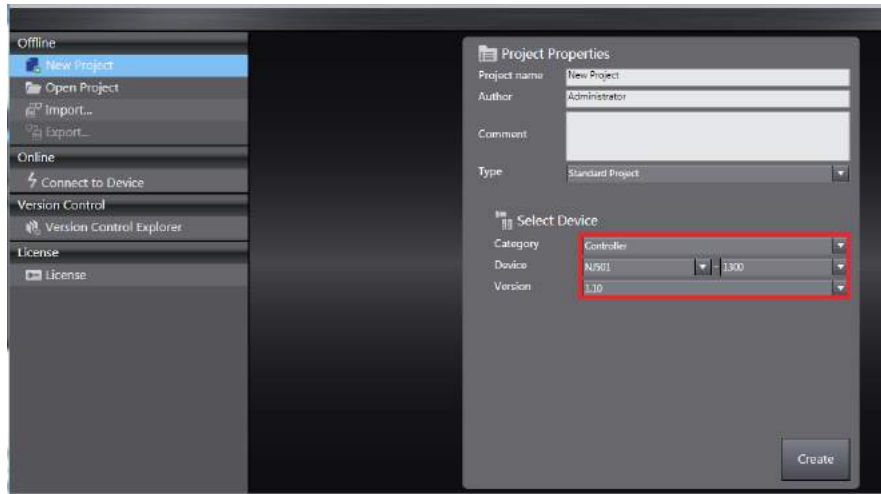 Offline
New Project
Open Project
Import...
Export...
Online
Connect to Device
Version Control
Version Control Explorer
License
License
Project Properties
Project name New Project
Author Administrator
Comment
Type Standard Project
Select Device
Category Controller
Device NJ501 - 1300
Version 1.10
Create